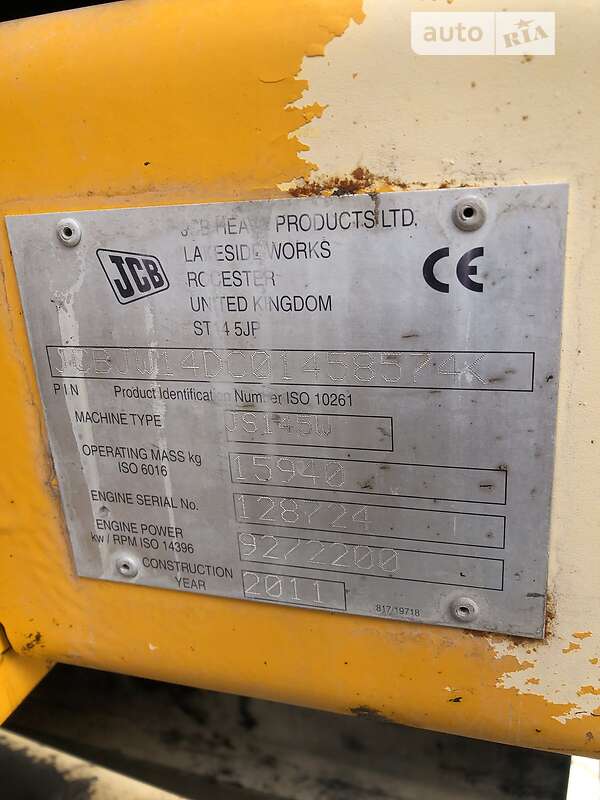 auto RIA
JCB HEAVY PRODUCTS LTD.
JCB
LAKESIDE WORKS
ROCESTER
UNITED KINGDOM
ST14 5JP
CE
JCBJW14DC01458574K
PIN Product Identification Number ISO 10261
MACHINE TYPE JS145W
OPERATING MASS kg 15940
ISO 6016
ENGINE SERIAL No. 128724
ENGINE POWER 92/2200
kw / RPM ISO 14396
CONSTRUCTION YEAR 2011
817/19718